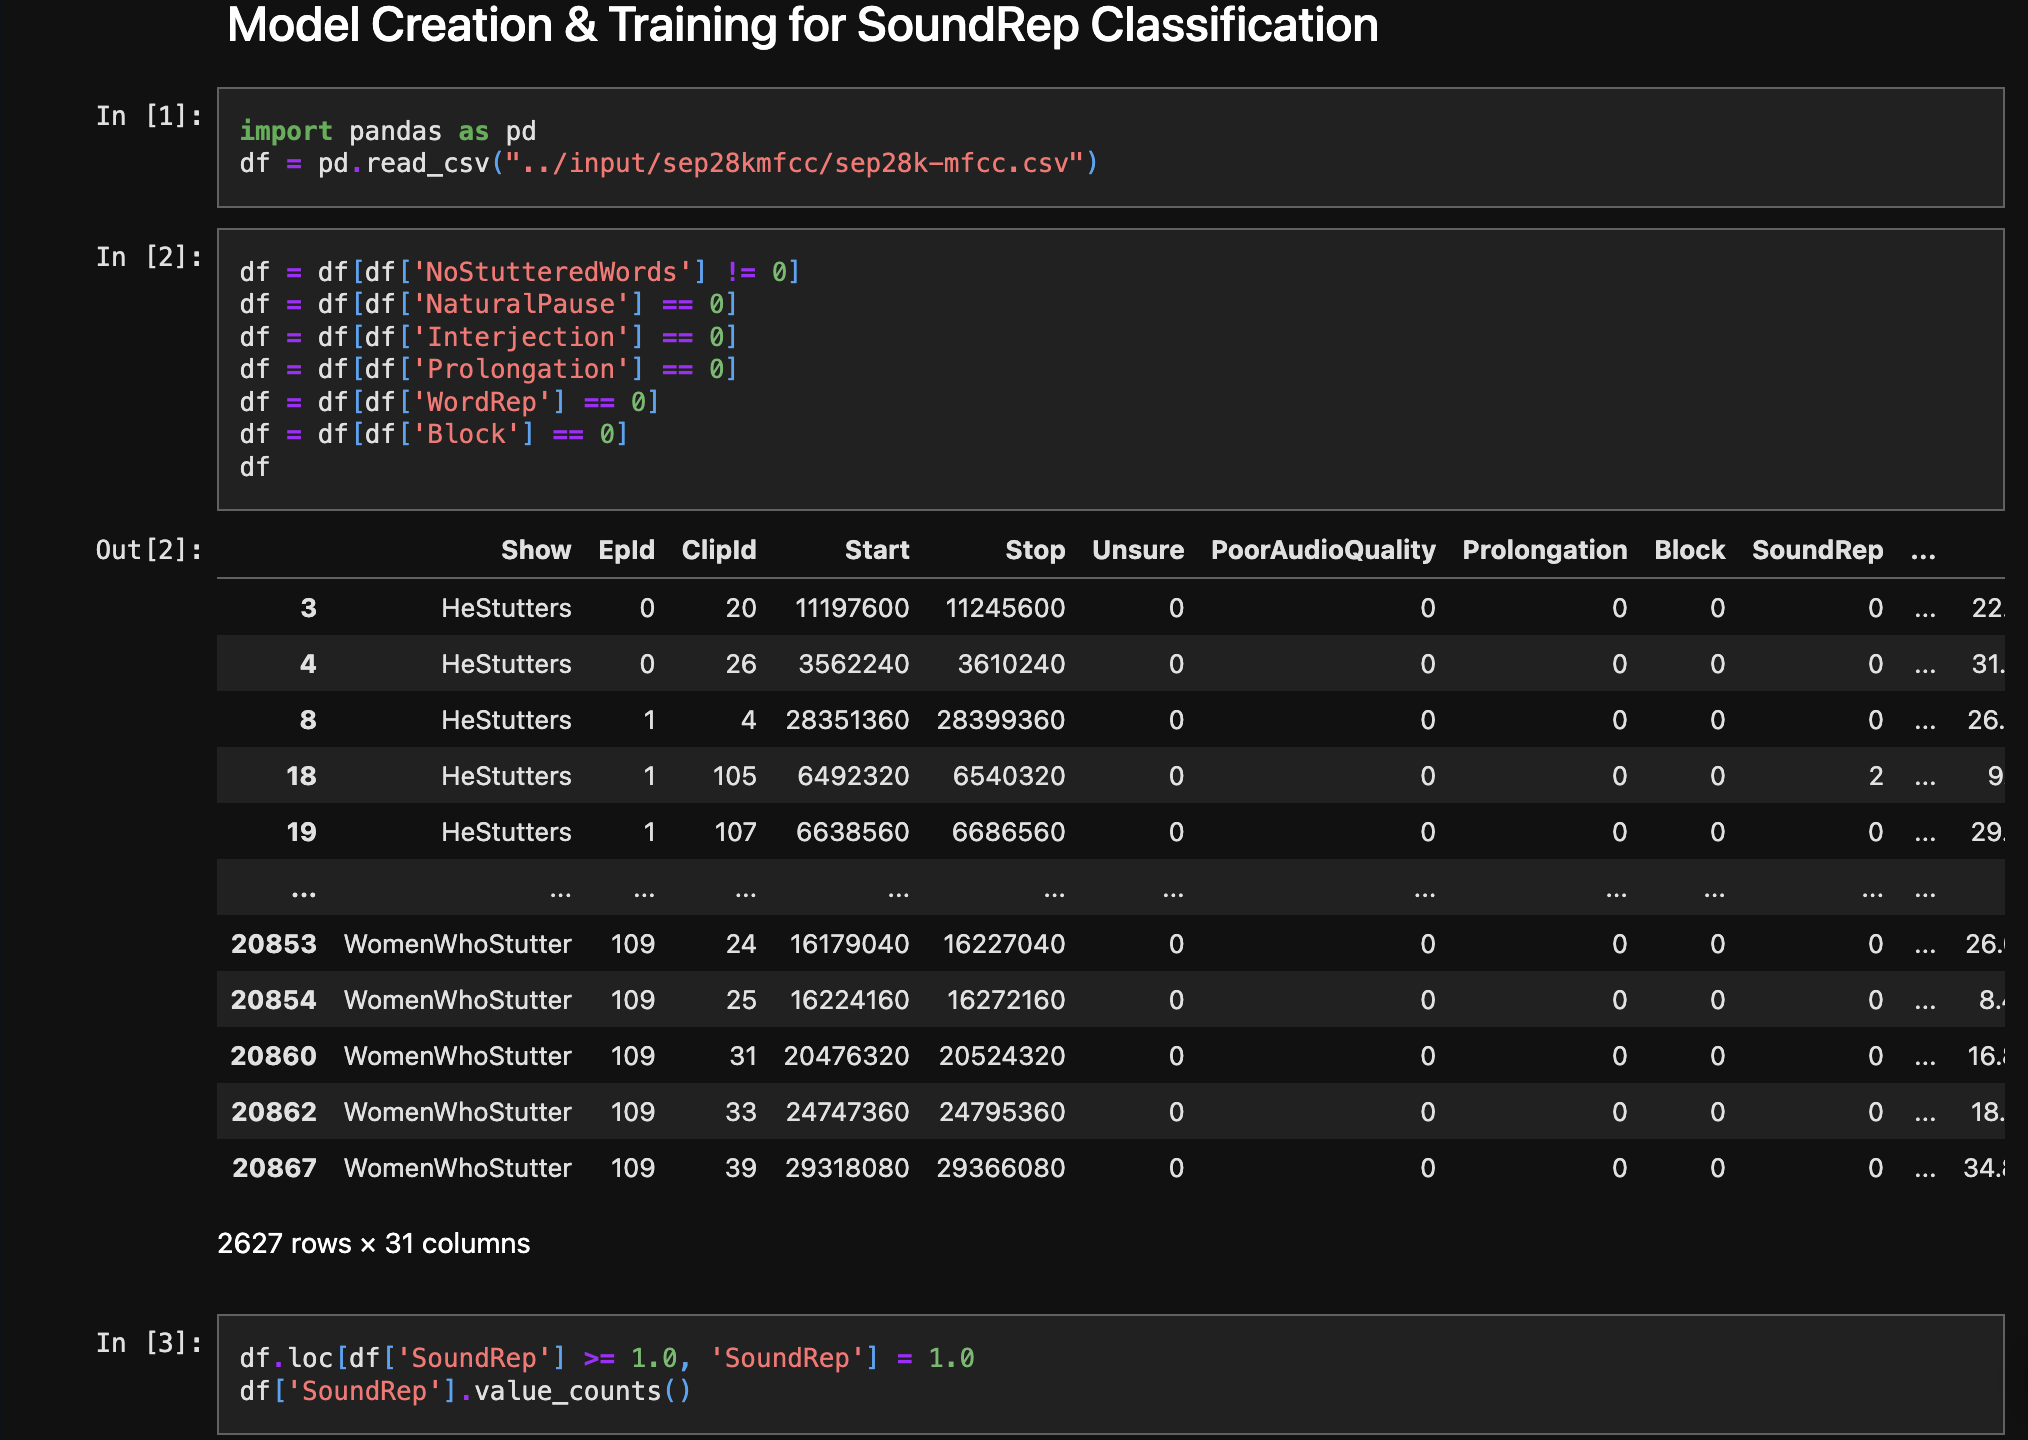 Model Creation & Training for SoundRep Classification
In [1]:
import pandas as pd
df = pd.read_csv("../input/sep28kmfcc/sep28k-mfcc.csv")
In [2]:
df = df[df['NoStutteredWords'] != 0]
df = df[df['NaturalPause'] == 0]
df = df[df['Interjection'] == 0]
df = df[df['Prolongation'] == 0]
df = df[df['WordRep'] == 0]
df = df[df['Block'] == 0]
df
Out[2]:
Show EpId ClipId Start Stop Unsure PoorAudioQuality Prolongation Block SoundRep ...
3 HeStutters 0 20 11197600 11245600 0 0 0 0 0 ... 22.
4 HeStutters 0 26 3562240 3610240 0 0 0 0 0 ... 31.
8 HeStutters 1 4 28351360 28399360 0 0 0 0 0 ... 26.
18 HeStutters 1 105 6492320 6540320 0 0 0 0 2 ... 9
19 HeStutters 1 107 6638560 6686560 0 0 0 0 0 ... 29.
... ... ... ... ... ... ... ... ... ... ... ...
20853 WomenWhoStutter 109 24 16179040 16227040 0 0 0 0 0 ... 26.
20854 WomenWhoStutter 109 25 16224160 16272160 0 0 0 0 0 ... 8.
20860 WomenWhoStutter 109 31 20476320 20524320 0 0 0 0 0 ... 16.
20862 WomenWhoStutter 109 33 24747360 24795360 0 0 0 0 0 ... 18.
20867 WomenWhoStutter 109 39 29318080 29366080 0 0 0 0 0 ... 34.
2627 rows × 31 columns
In [3]:
df.loc[df['SoundRep'] >= 1.0, 'SoundRep'] = 1.0
df['SoundRep'].value_counts()